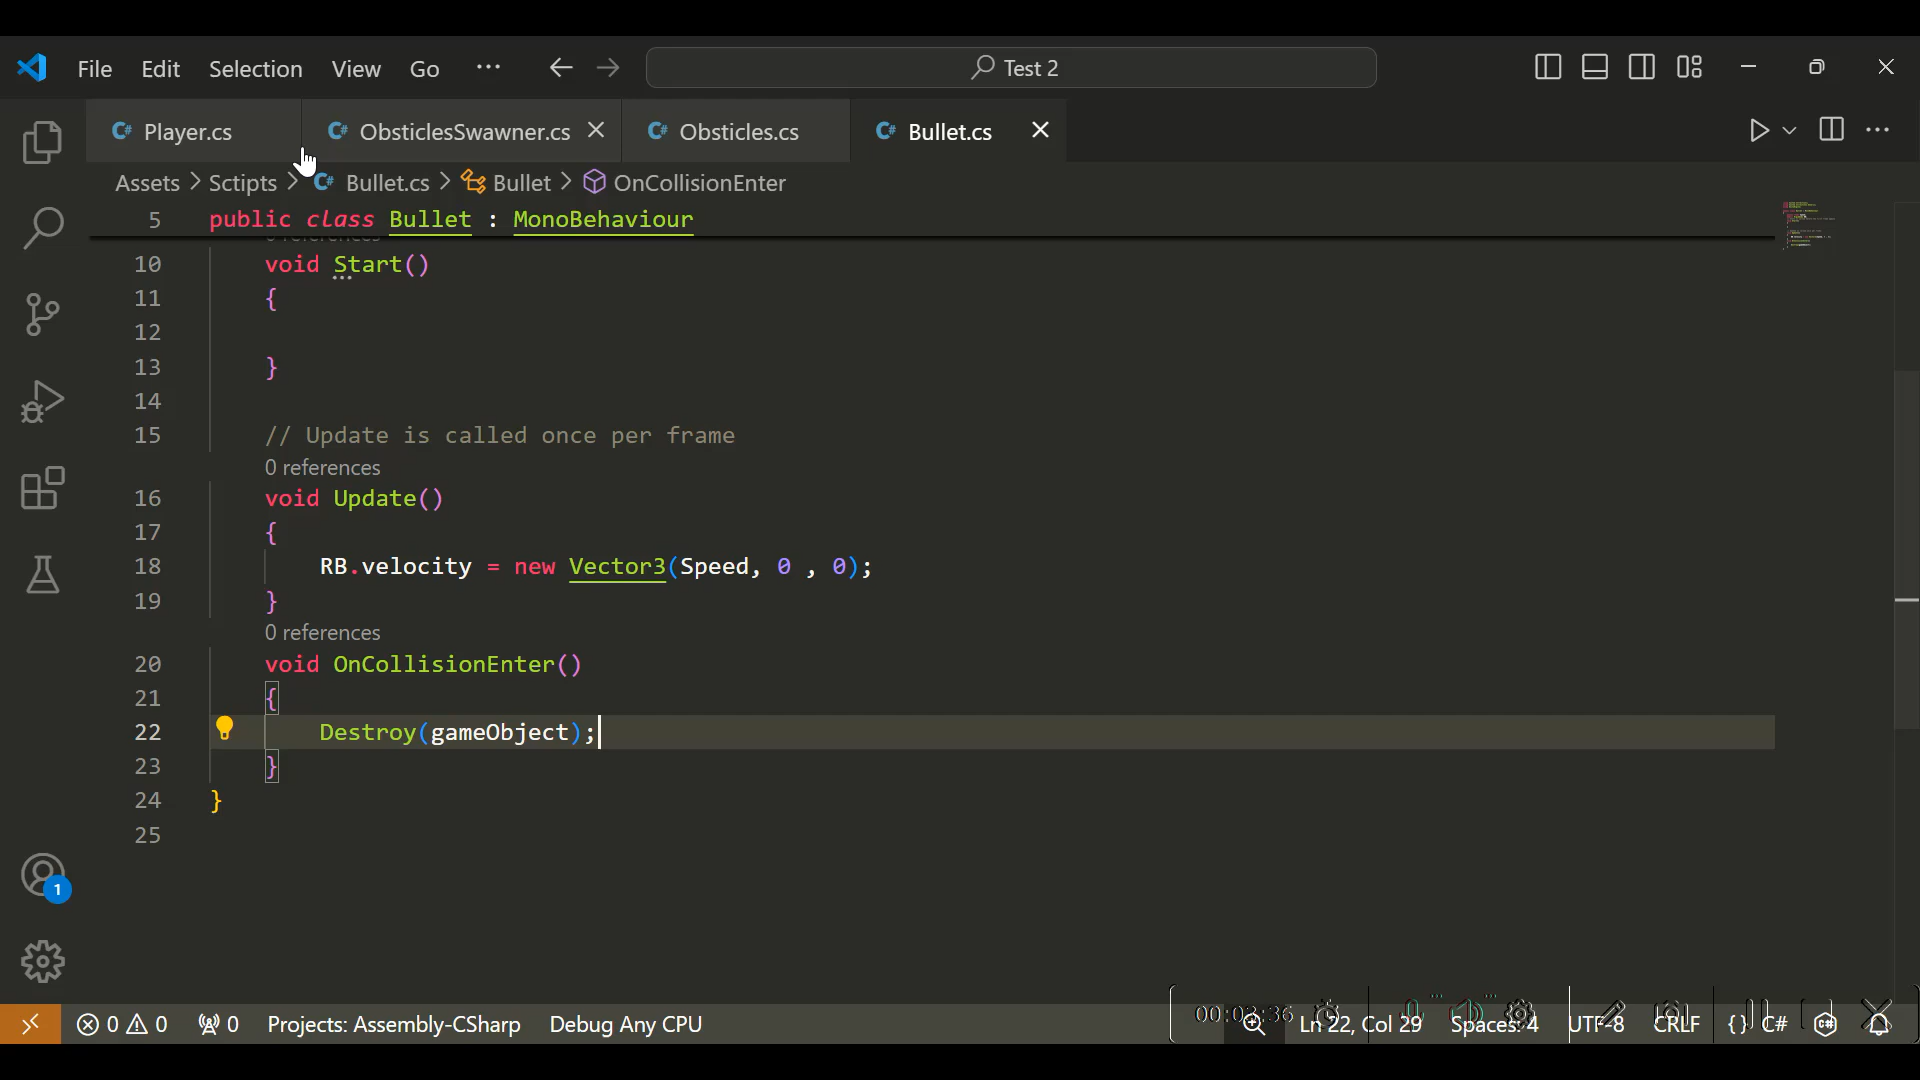 File Edit Selection View Go ··· Test 2
Player.cs ObsticlesSwawner.cs Obsticles.cs Bullet.cs
Assets > Sctipts > Bullet.cs > Bullet > OnCollisionEnter
5 public class Bullet : MonoBehaviour
0 references
10 void Start()
11 {
12
13 }
14
15 // Update is called once per frame
0 references
16 void Update()
17 {
18 RB.velocity = new Vector3(Speed, 0 , 0);
19 }
0 references
20 void OnCollisionEnter()
21 {
22 Destroy(gameObject);
23 }
24 }
25
1
0 0 0 Projects: Assembly-CSharp Debug Any CPU Ln 22, Col 29 Spaces: 4 UTF-8 CRLF {} C#